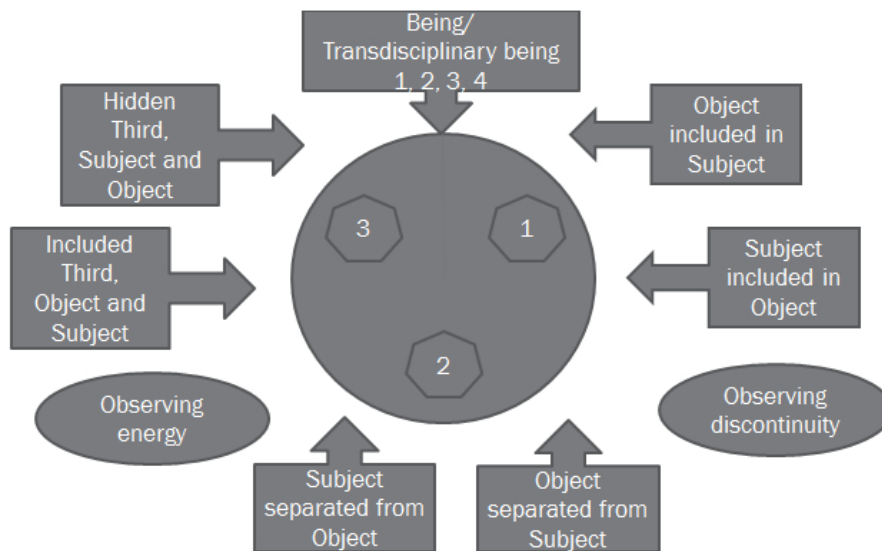 Being/
Transdisciplinary being
1, 2, 3, 4
Hidden
Third,
Subject and
Object
Object
included in
Subject
3
1
Included
Third,
Object and
Subject
Subject
included in
Object
2
Observing
energy
Observing
discontinuity
Subject
separated from
Object
Object
separated from
Subject